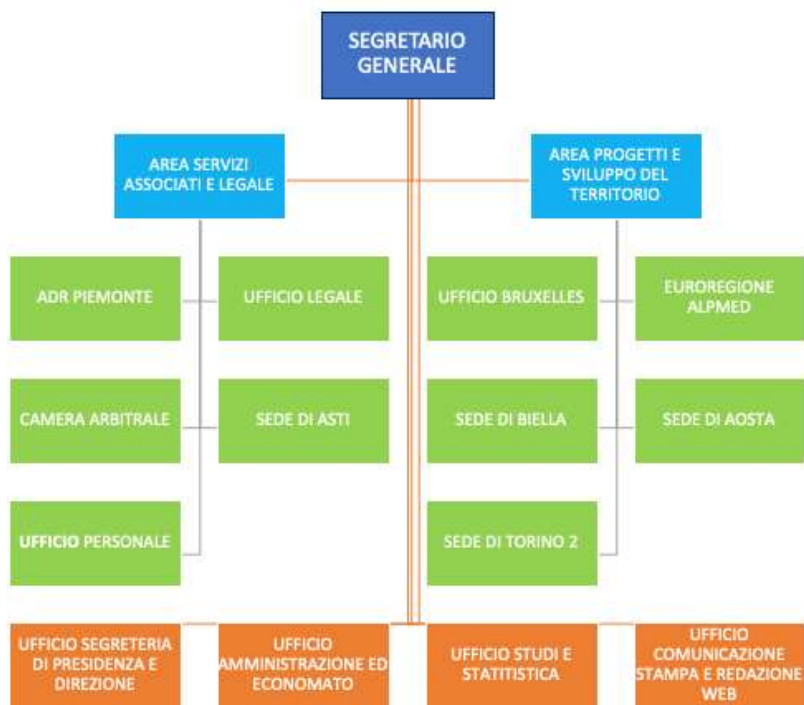 SEGRETARIO
GENERALE
AREA SERVIZI
ASSOCIATI E LEGALE
AREA PROGETTI E
SVILUPPO DEL
TERRITORIO
ADR PIEMONTE
UFFICIO LEGALE
UFFICIO BRUXELLES
EUROREGIONE
ALPMED
CAMERA ARBITRALE
SEDE DI ASTI
SEDE DI BIELLA
SEDE DI AOSTA
UFFICIO PERSONALE
SEDE DI TORINO 2
UFFICIO SEGRETERIA
DI PRESIDENZA E
DIREZIONE
UFFICIO
AMMINISTRAZIONE ED
ECONOMATO
UFFICIO STUDI E
STATITISTICA
UFFICIO
COMUNICAZIONE
STAMPA E REDAZIONE
WEB